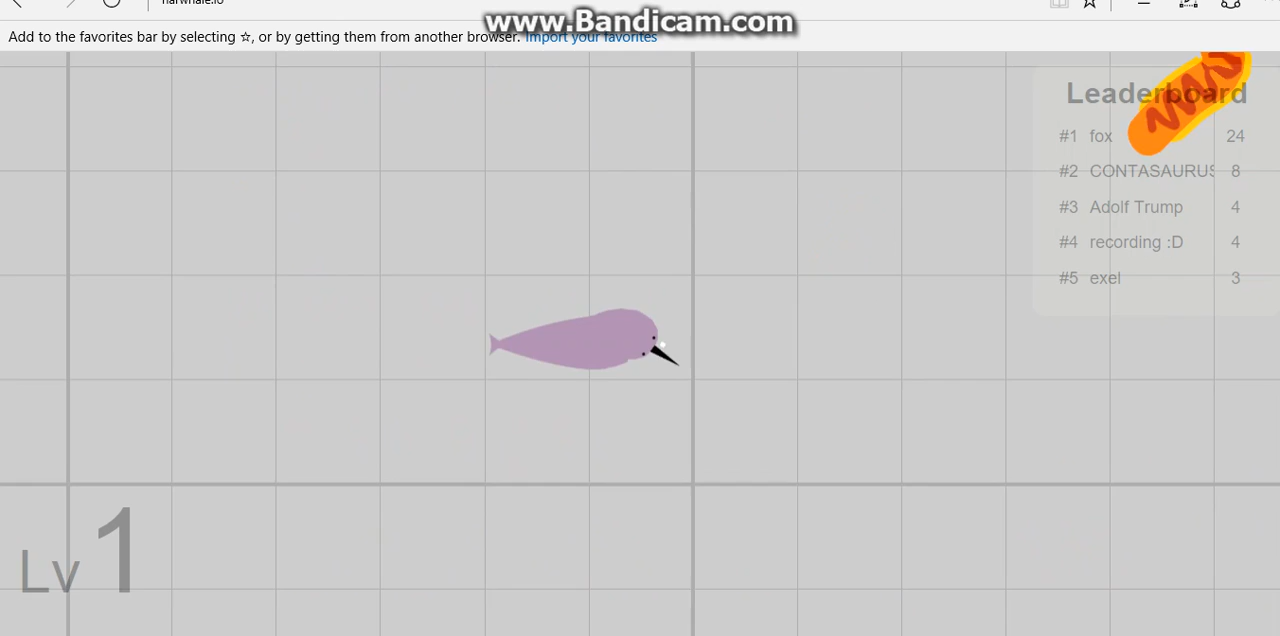 narwhale.io
www.Bandicam.com
Add to the favorites bar by selecting ☆, or by getting them from another browser. Import your favorites
Leaderboard
#1 fox 24
#2 CONTASAURUS 8
#3 Adolf Trump 4
#4 recording :D 4
#5 exel 3
Lv 1